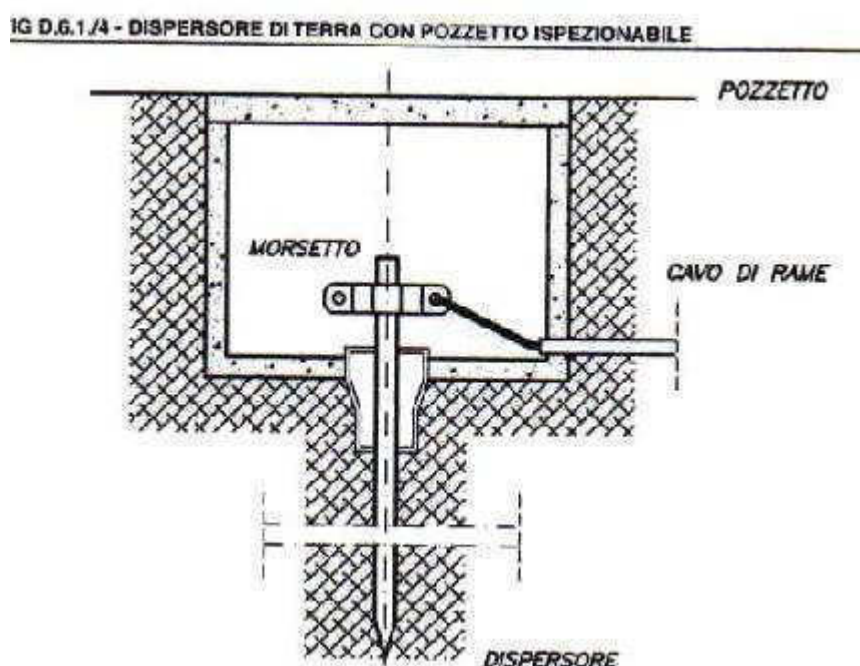 IG D.6.1./4 - DISPERSORE DI TERRA CON POZZETTO ISPEZIONABILE
POZZETTO
MORSETTO
CAVO DI RAME
DISPERSORE